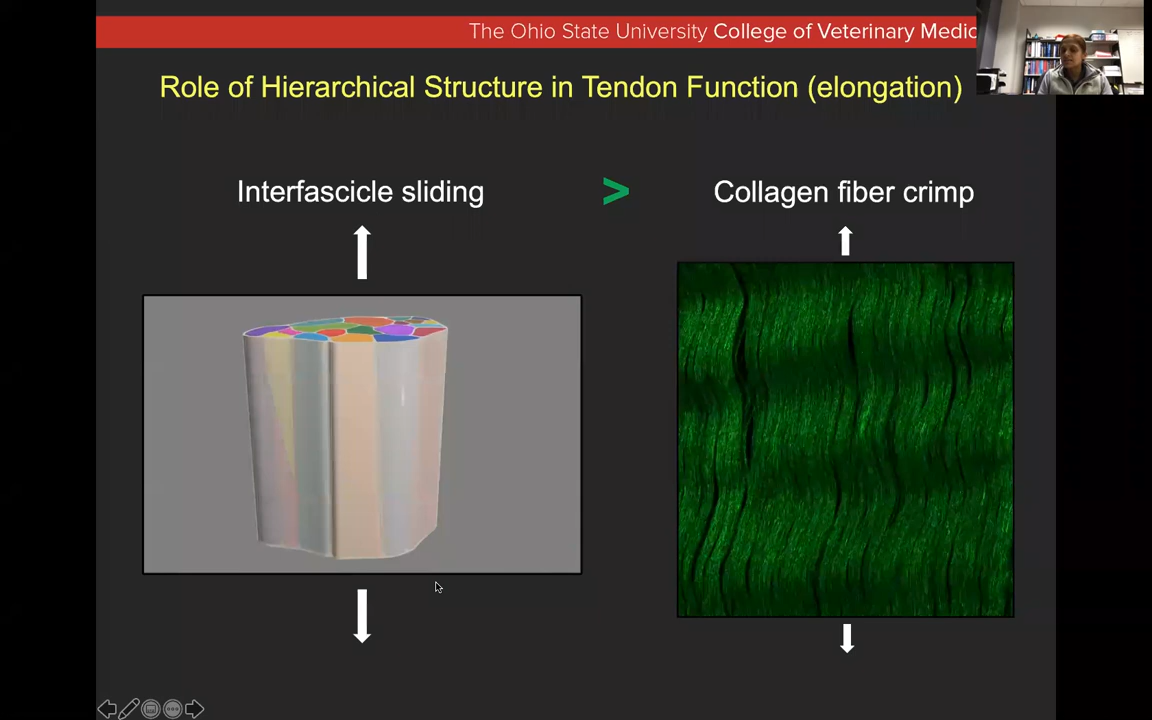 The Ohio State University College of Veterinary Medic
Role of Hierarchical Structure in Tendon Function (elongation)
Interfascicle sliding > Collagen fiber crimp